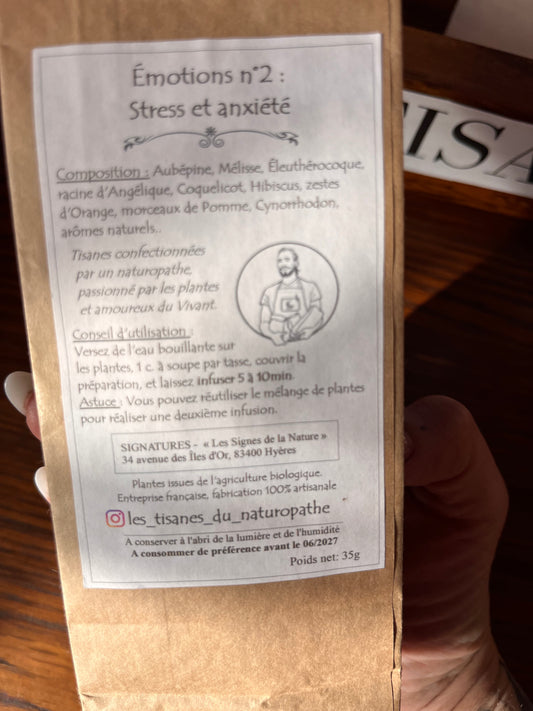 Émotions n°2 :
Stress et anxiété
Composition : Aubépine, Mélisse, Éleuthérocoque,
racine d'Angélique, Coquelicot, Hibiscus, zestes
d'Orange, morceaux de Pomme, Cynorrhodon,
arômes naturels..
Tisanes confectionnées
par un naturopathe,
passionné par les plantes
et amoureux du Vivant.
Conseil d'utilisation :
Versez de l'eau bouillante sur
les plantes, 1 c. à soupe par tasse, couvrir la
préparation, et laissez infuser 5 à 10min.
Astuce : Vous pouvez réutiliser le mélange de plantes
pour réaliser une deuxième infusion.
SIGNATURES - « Les Signes de la Nature »
34 avenue des Îles d'Or, 83400 Hyères
Plantes issues de l'agriculture biologique.
Entreprise française, fabrication 100% artisanale
les_tisanes_du_naturopathe
A conserver à l'abri de la lumière et de l'humidité
A consommer de préférence avant le 06/2027
Poids net: 35g
TISA